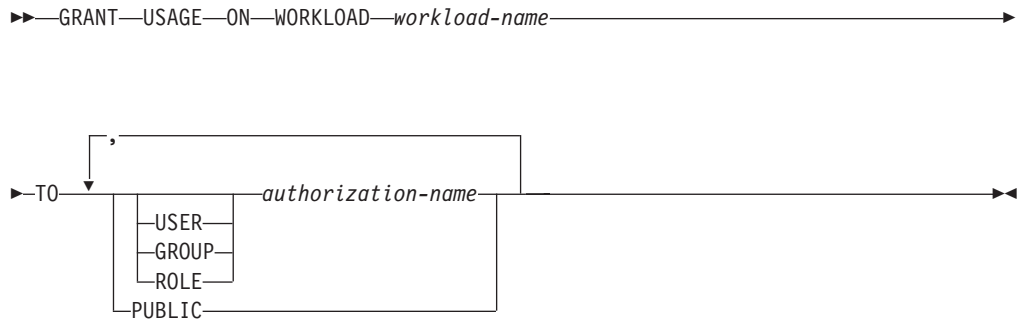 GRANT USAGE ON WORKLOAD workload-name
,
TO authorization-name
USER
GROUP
ROLE
PUBLIC